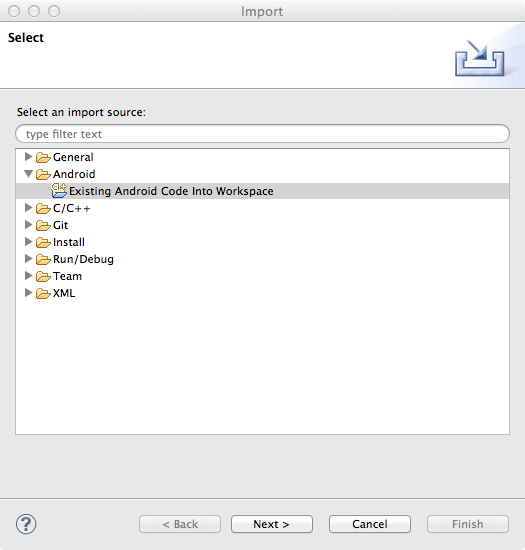 Import
Select
Select an import source:
type filter text
General
Android
Existing Android Code Into Workspace
C/C++
Git
Install
Run/Debug
Team
XML
? < Back Next > Cancel Finish